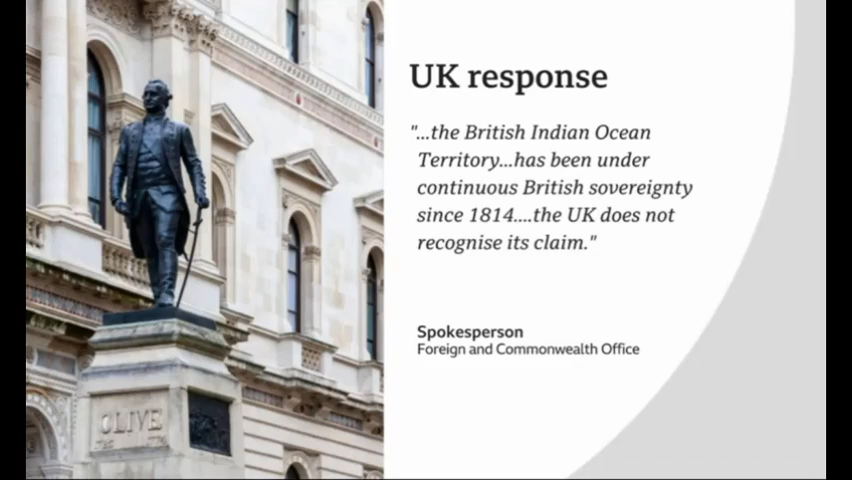 UK response
"...the British Indian Ocean
Territory...has been under
continuous British sovereignty
since 1814....the UK does not
recognise its claim."
Spokesperson
Foreign and Commonwealth Office
CLIVE